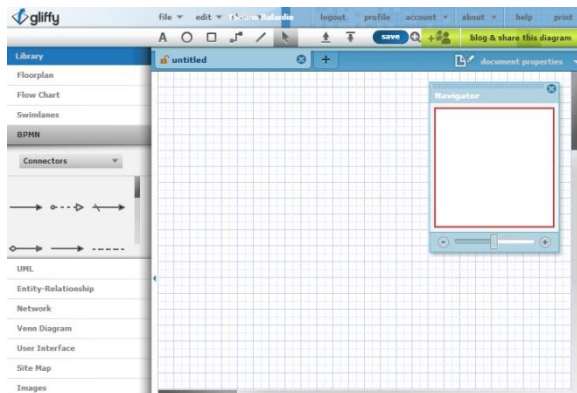 gliffy
file edit logout profile account about help print
A save blog & share this diagram
Library
untitled
document properties
Floorplan
Flow Chart
Swimlanes
BPMN
Connectors
UML
Entity-Relationship
Network
Venn Diagram
User Interface
Site Map
Images
Navigator